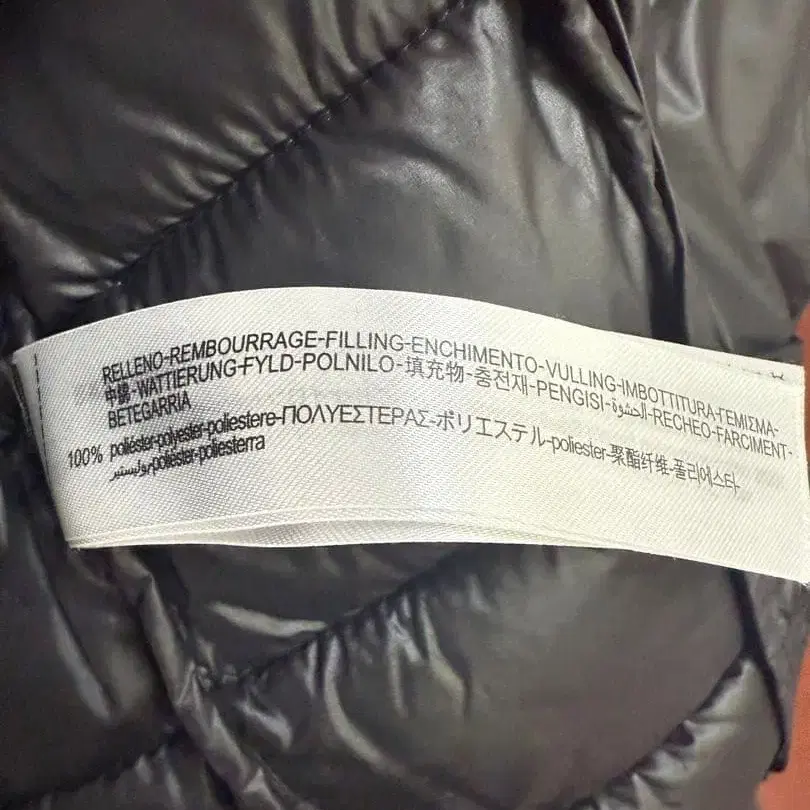 RELLENO-REMBOURRAGE-FILLING-ENCHIMENTO-VULLING-IMBOTTITURA-ΓΕΜΙΣΜΑ-
中綿-WATTIERUNG-FYLD-POLNILO-填充物-충전재-PENGISI-الحشوة-RECHEO-FARCIMENT-
BETEGARRIA
100% poliéster-polyester-poliestere-ΠΟΛΥΕΣΤΕΡΑΣ-ポリエステル-poliester-聚酯纤维-폴리에스타-
بوليستير-polièster-poliesterra